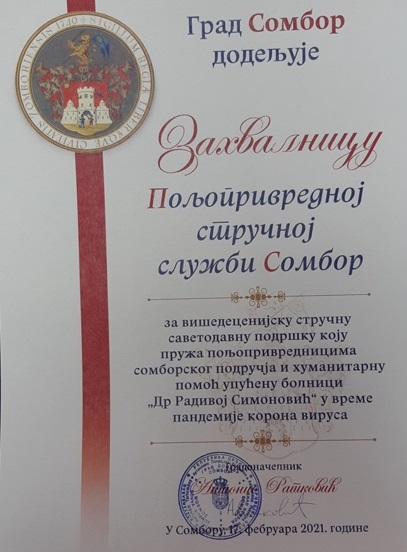 Град Сомбор
додељује
Захвалницу
Пољопривредној
стручној
служби Сомбор
за вишедеценијску стручну
саветодавну подршку коју
пружа пољопривредницима
сомборског подручја и хуманитарну
помоћ упућену болници
„Др Радивој Симоновић“ у време
пандемије корона вируса
Градоначелник
Антонио Ратковић
У Сомбору, 17. фебруара 2021. године